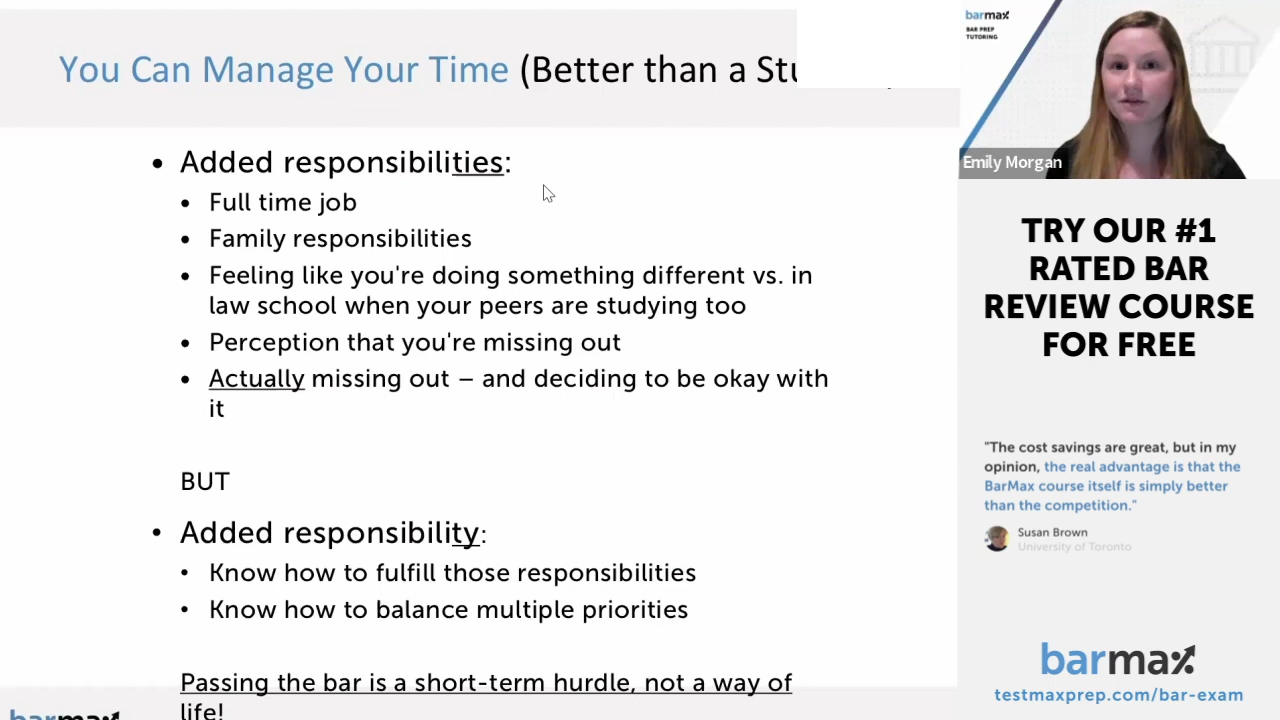 You Can Manage Your Time (Better than a
• Added responsibilities:
• Full time job
• Family responsibilities
• Feeling like you're doing something different vs. in
law school when your peers are studying too
• Perception that you're missing out
• Actually missing out – and deciding to be okay with
it
BUT
• Added responsibility:
• Know how to fulfill those responsibilities
• Know how to balance multiple priorities
Passing the bar is a short-term hurdle, not a way of
life!
barmax
barmax
BAR PREP
TUTORING
Emily Morgan
TRY OUR #1
RATED BAR
REVIEW COURSE
FOR FREE
"The cost savings are great, but in my
opinion, the real advantage is that the
BarMax course itself is simply better
than the competition."
Susan Brown
University of Toronto
barmax
testmaxprep.com/bar-exam